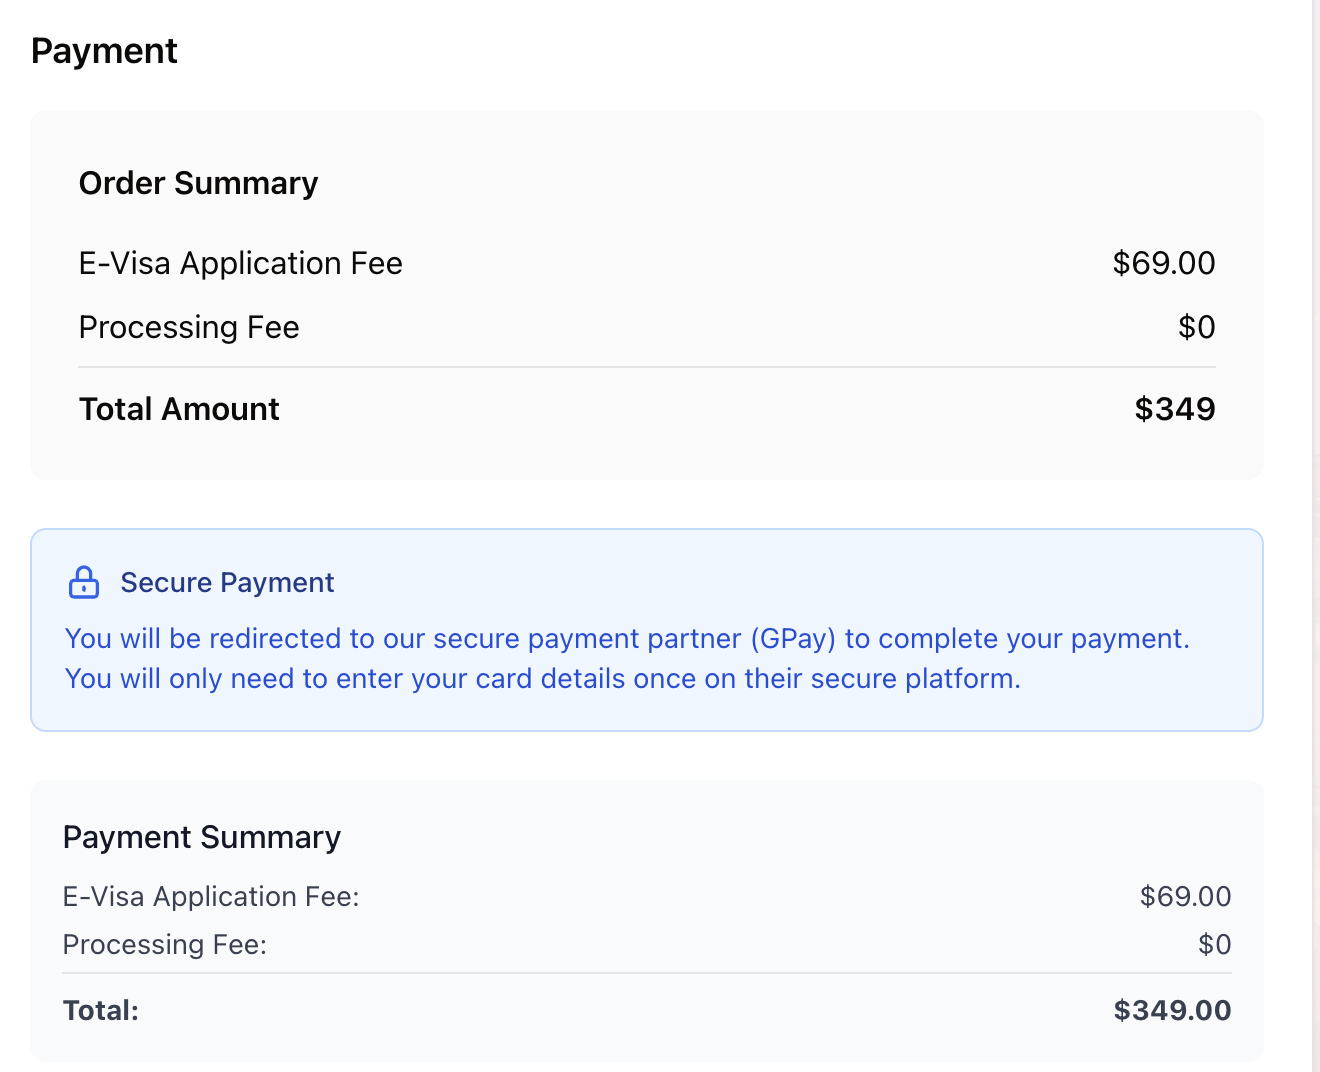 Payment
Order Summary
E-Visa Application Fee $69.00
Processing Fee $0
Total Amount $349
Secure Payment
You will be redirected to our secure payment partner (GPay) to complete your payment.
You will only need to enter your card details once on their secure platform.
Payment Summary
E-Visa Application Fee: $69.00
Processing Fee: $0
Total: $349.00